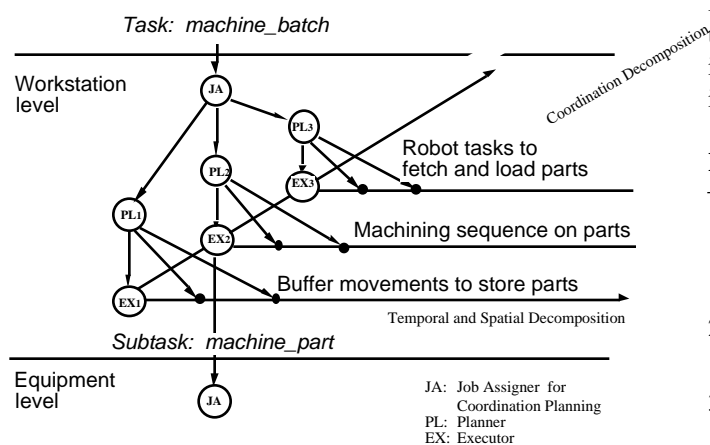 Task: machine_batch
Coordination Decomposition
Workstation
level
JA
PL3
Robot tasks to
fetch and load parts
PL2
EX3
PL1
Machining sequence on parts
EX2
Buffer movements to store parts
EX1
Temporal and Spatial Decomposition
Subtask: machine_part
Equipment
level
JA
JA: Job Assigner for
Coordination Planning
PL: Planner
EX: Executor